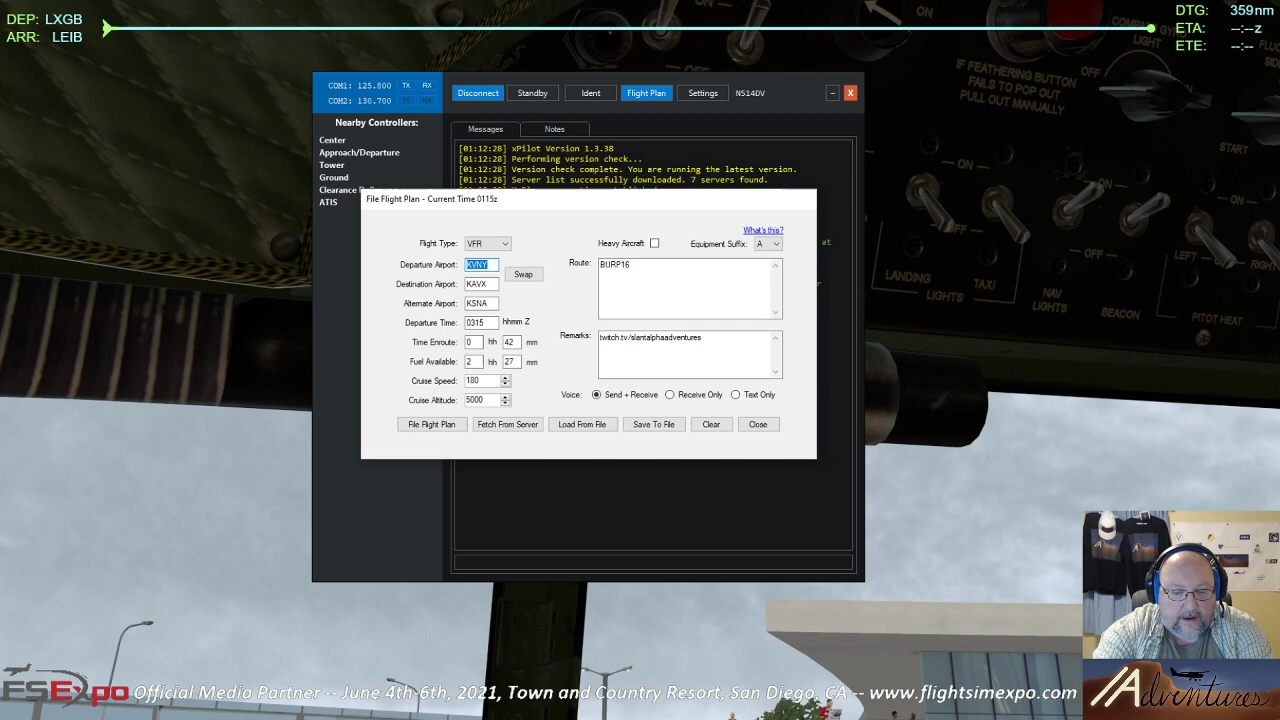 DEP: LXGB
ARR: LEIB
DTG: 359nm
ETA: --:--z
ETE: --:--
ON
ON
COMPASS
LIGHT
IF FEATHERING BUTTON
FAILS TO POP OUT
PULL OUT MANUALLY
START
LANDING
LIGHTS
TAXI
NAV
LIGHTS
BEACON
PITOT HEAT
COM1: 125.800 TX RX
COM2: 130.700 TX RX
Disconnect Standby Ident Flight Plan Settings N514DV – X
Nearby Controllers:
Center
Approach/Departure
Tower
Ground
Clearance
ATIS
Messages Notes
[01:12:28] xPilot Version 1.3.38
[01:12:28] Performing version check...
[01:12:28] Version check complete. You are running the latest version.
[01:12:28] Server list successfully downloaded. 7 servers found.
at
File Flight Plan - Current Time 0115z
What's this?
Flight Type: VFR
Heavy Aircraft
Equipment Suffix: A
Departure Airport: KVNY
Swap
Destination Airport: KAVX
Alternate Airport: KSNA
Departure Time: 0315 hhmm Z
Time Enroute: 0 hh 42 mm
Fuel Available: 2 hh 27 mm
Cruise Speed: 180
Cruise Altitude: 5000
Route: BURP16
Remarks: twitch.tv/slantalphaadventures
Voice: Send + Receive Receive Only Text Only
File Flight Plan Fetch From Server Load From File Save To File Clear Close
FSExpo Official Media Partner -- June 4th-6th, 2021, Town and Country Resort, San Diego, CA -- www.flightsimexpo.com
/A Adventures